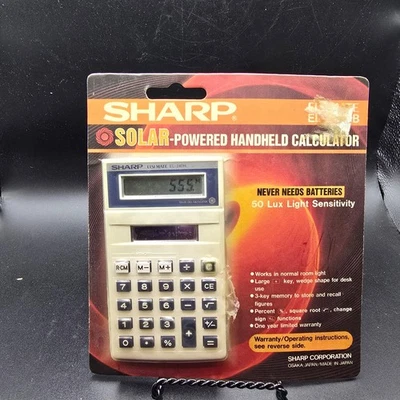 SHARP
SOLAR-POWERED HANDHELD CALCULATOR
SHARP ELSI MATE
555.
NEVER NEEDS BATTERIES
50 Lux Light Sensitivity
RCM M- M+ ÷
7 8 9 × CE
4 5 6 -
1 2 3 + %
0 . =
• Works in normal room light
• Large + key, wedge shape for desk
use
• 3-key memory to store and recall
figures
• Percent %, square root √, change
sign functions
• One year limited warranty
Warranty/Operating instructions,
see reverse side.
SHARP CORPORATION
OSAKA JAPAN/MADE IN JAPAN